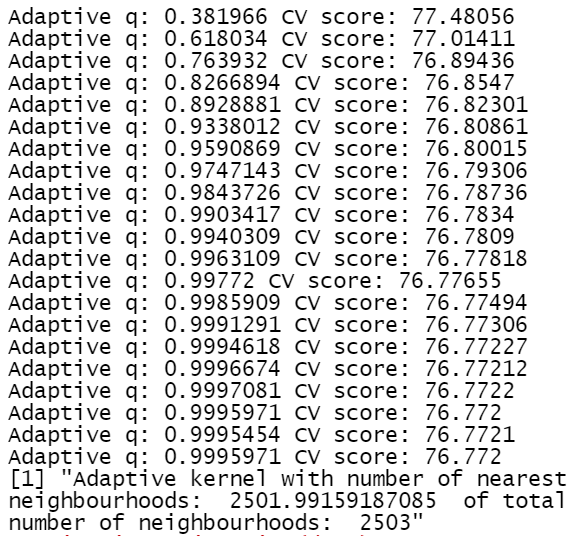 Adaptive q: 0.381966 CV score: 77.48056
Adaptive q: 0.618034 CV score: 77.01411
Adaptive q: 0.763932 CV score: 76.89436
Adaptive q: 0.8266894 CV score: 76.8547
Adaptive q: 0.8928881 CV score: 76.82301
Adaptive q: 0.9338012 CV score: 76.80861
Adaptive q: 0.9590869 CV score: 76.80015
Adaptive q: 0.9747143 CV score: 76.79306
Adaptive q: 0.9843726 CV score: 76.78736
Adaptive q: 0.9903417 CV score: 76.7834
Adaptive q: 0.9940309 CV score: 76.7809
Adaptive q: 0.9963109 CV score: 76.77818
Adaptive q: 0.99772 CV score: 76.77655
Adaptive q: 0.9985909 CV score: 76.77494
Adaptive q: 0.9991291 CV score: 76.77306
Adaptive q: 0.9994618 CV score: 76.77227
Adaptive q: 0.9996674 CV score: 76.77212
Adaptive q: 0.9997081 CV score: 76.7722
Adaptive q: 0.9995971 CV score: 76.772
Adaptive q: 0.9995454 CV score: 76.7721
Adaptive q: 0.9995971 CV score: 76.772
[1] "Adaptive kernel with number of nearest
neighbourhoods:  2501.99159187085  of total
number of neighbourhoods:  2503"